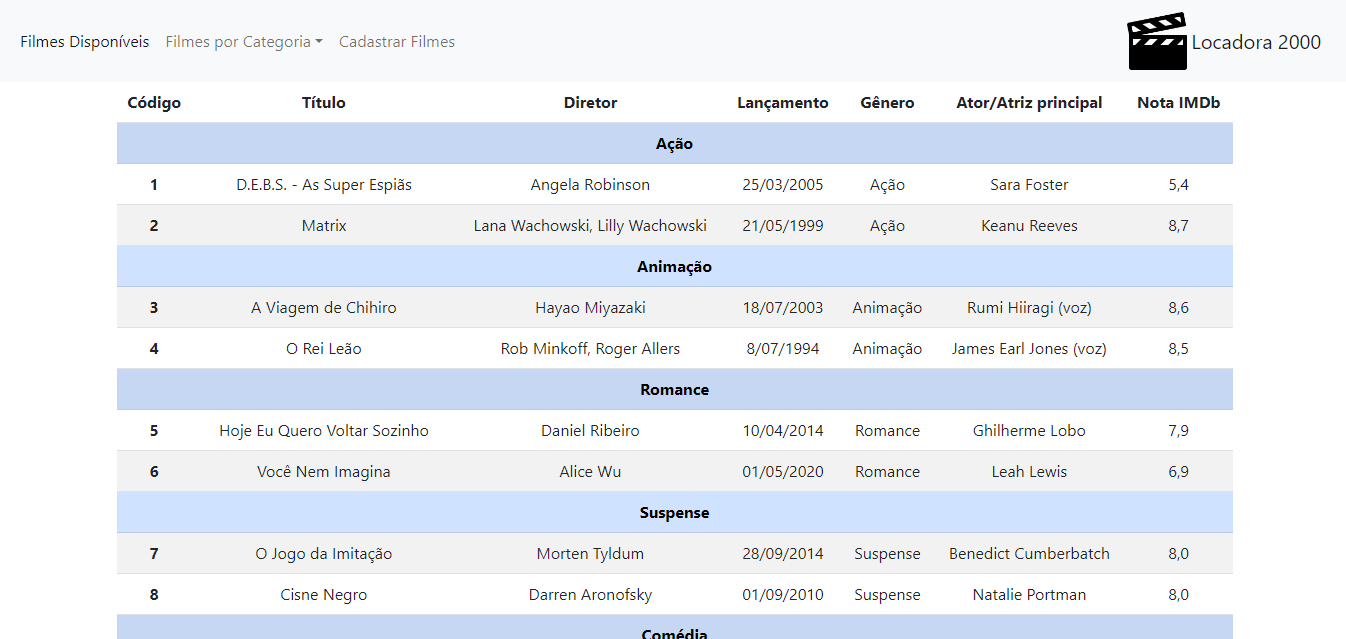 Filmes Disponíveis Filmes por Categoria Cadastrar Filmes Locadora 2000
Código Título Diretor Lançamento Gênero Ator/Atriz principal Nota IMDb
Ação
1 D.E.B.S. - As Super Espiãs Angela Robinson 25/03/2005 Ação Sara Foster 5,4
2 Matrix Lana Wachowski, Lilly Wachowski 21/05/1999 Ação Keanu Reeves 8,7
Animação
3 A Viagem de Chihiro Hayao Miyazaki 18/07/2003 Animação Rumi Hiiragi (voz) 8,6
4 O Rei Leão Rob Minkoff, Roger Allers 8/07/1994 Animação James Earl Jones (voz) 8,5
Romance
5 Hoje Eu Quero Voltar Sozinho Daniel Ribeiro 10/04/2014 Romance Ghilherme Lobo 7,9
6 Você Nem Imagina Alice Wu 01/05/2020 Romance Leah Lewis 6,9
Suspense
7 O Jogo da Imitação Morten Tyldum 28/09/2014 Suspense Benedict Cumberbatch 8,0
8 Cisne Negro Darren Aronofsky 01/09/2010 Suspense Natalie Portman 8,0
Comédia